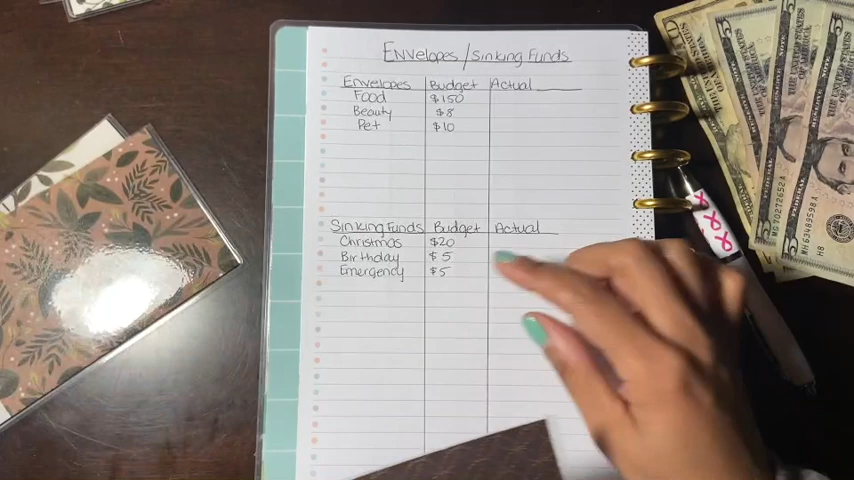 Envelopes/Sinking Funds
Envelopes Budget Actual
Food $150
Beauty $8
Pet $10
Sinking Funds Budget Actual
Christmas $20
Birthday $5
Emergency $5
XXX